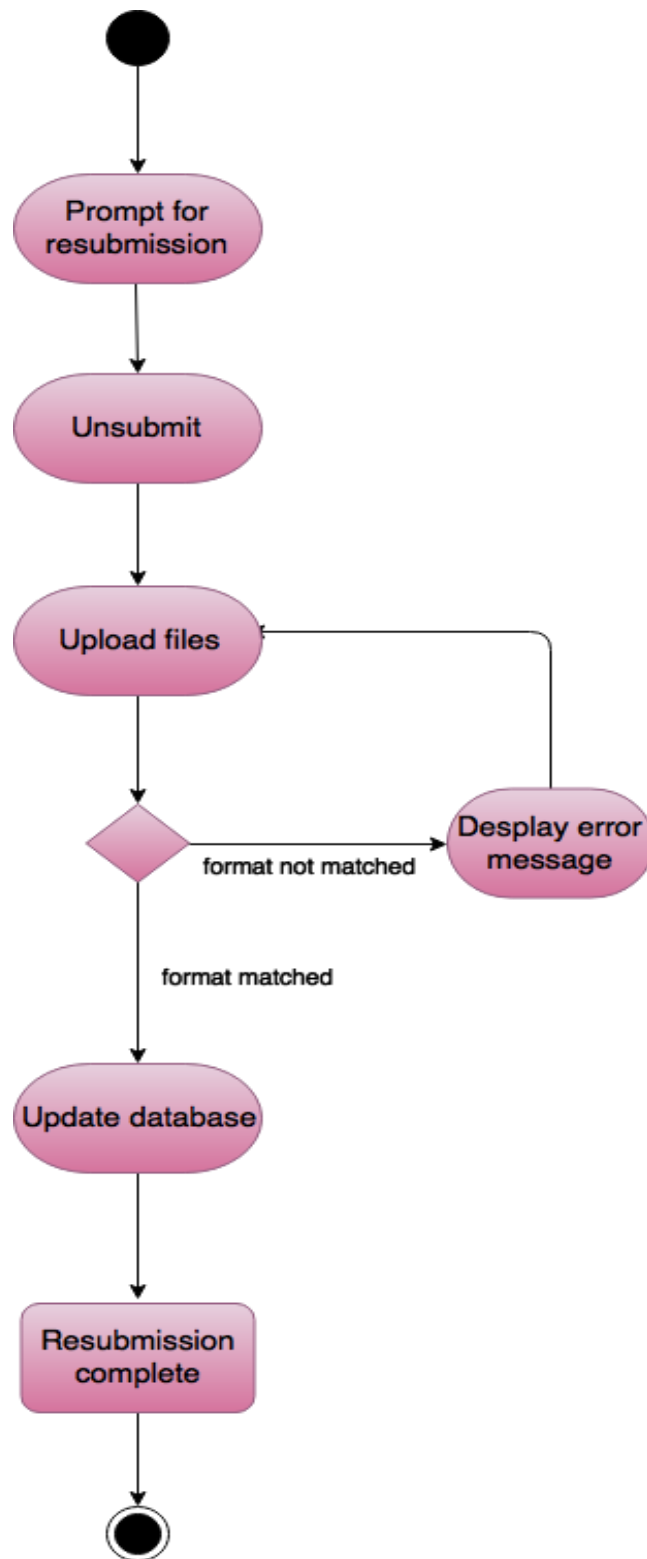 Prompt for
resubmission
Unsubmit
Upload files
Desplay error
message
format not matched
format matched
Update database
Resubmission
complete